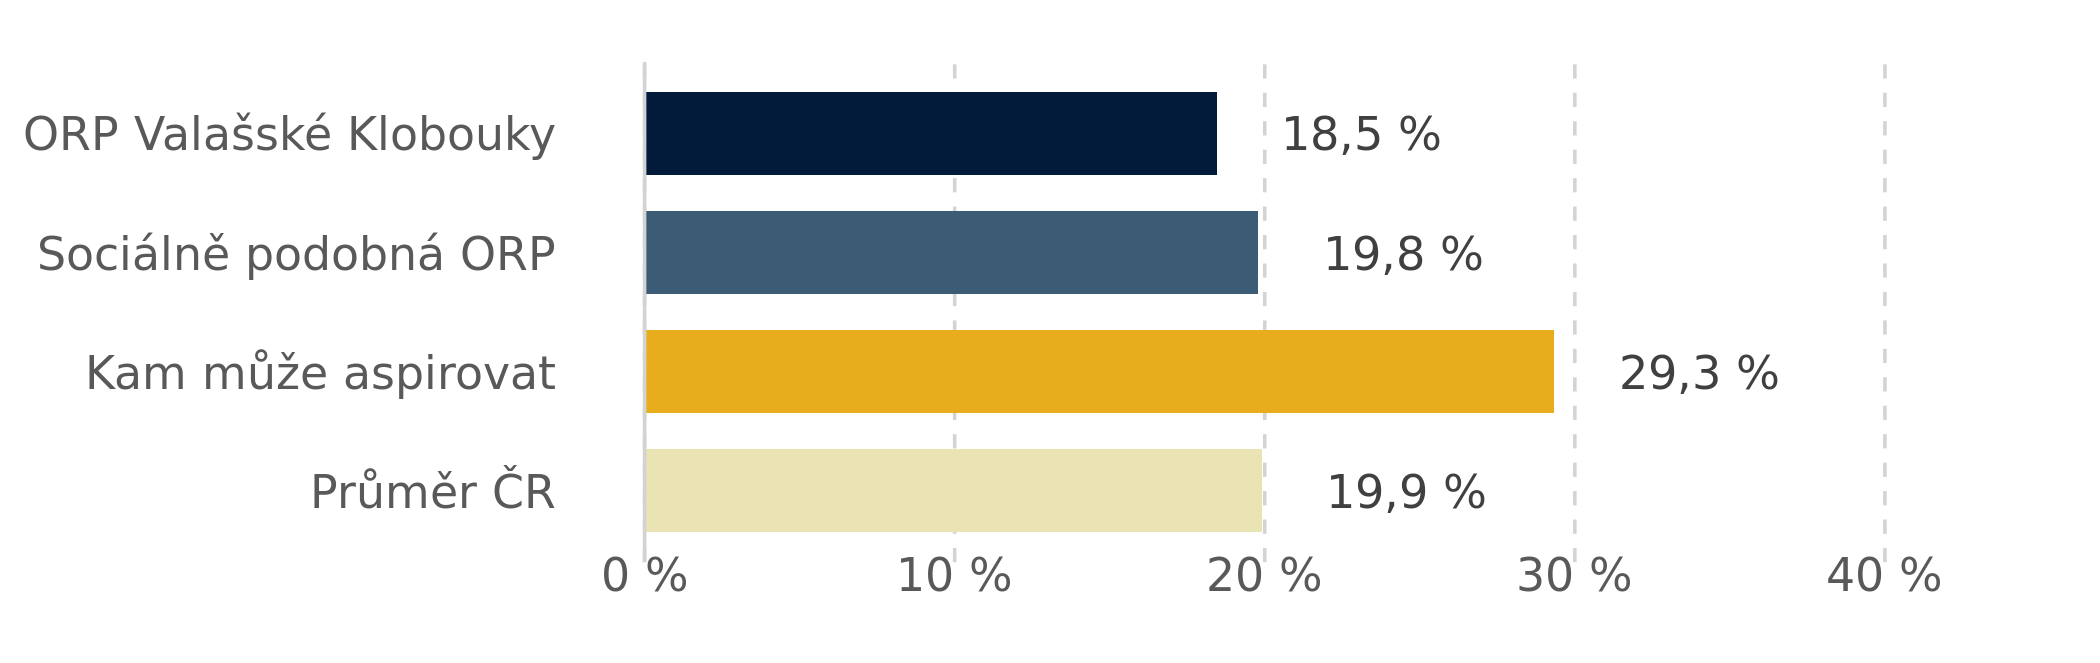 ORP Valašské Klobouky 18,5 %
Sociálně podobná ORP 19,8 %
Kam může aspirovat 29,3 %
Průměr ČR 19,9 %
0 % 10 % 20 % 30 % 40 %